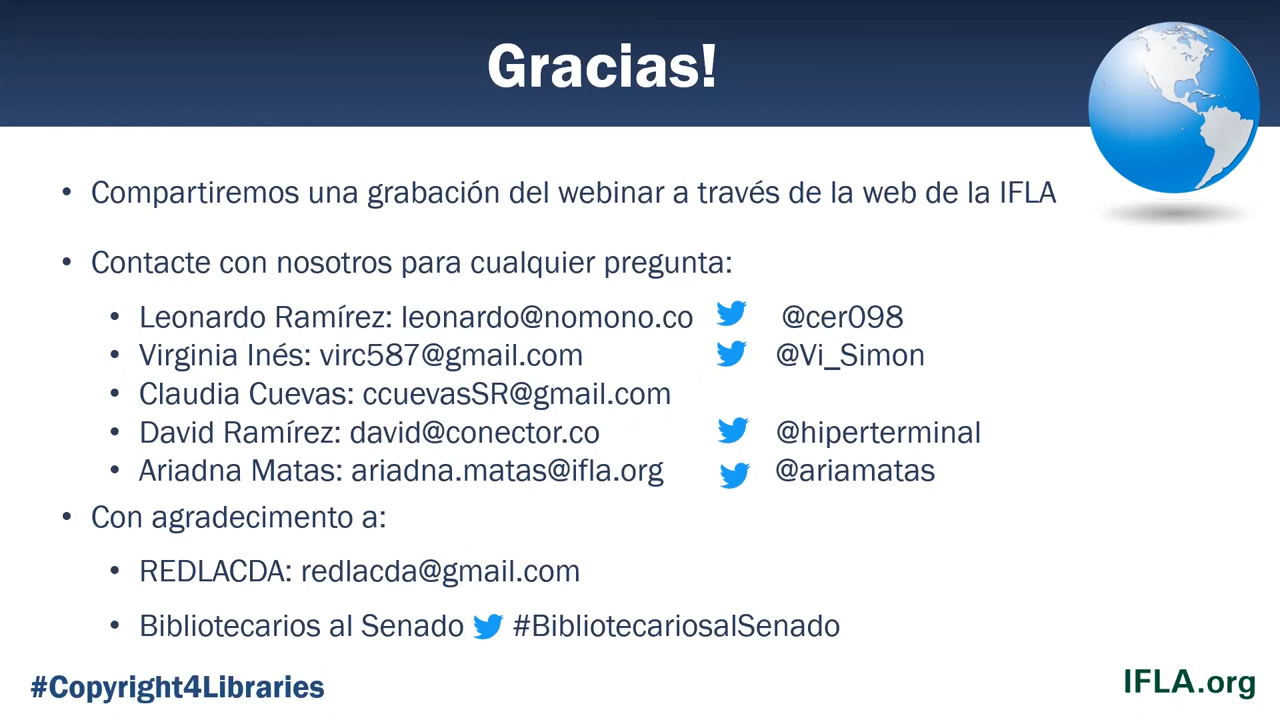 Gracias!
• Compartiremos una grabación del webinar a través de la web de la IFLA
• Contacte con nosotros para cualquier pregunta:
• Leonardo Ramírez: leonardo@nomono.co @cer098
• Virginia Inés: virc587@gmail.com @Vi_Simon
• Claudia Cuevas: ccuevasSR@gmail.com
• David Ramírez: david@conector.co @hiperterminal
• Ariadna Matas: ariadna.matas@ifla.org @ariamatas
• Con agradecimento a:
• REDLACDA: redlacda@gmail.com
• Bibliotecarios al Senado #BibliotecariosalSenado
#Copyright4Libraries
IFLA.org